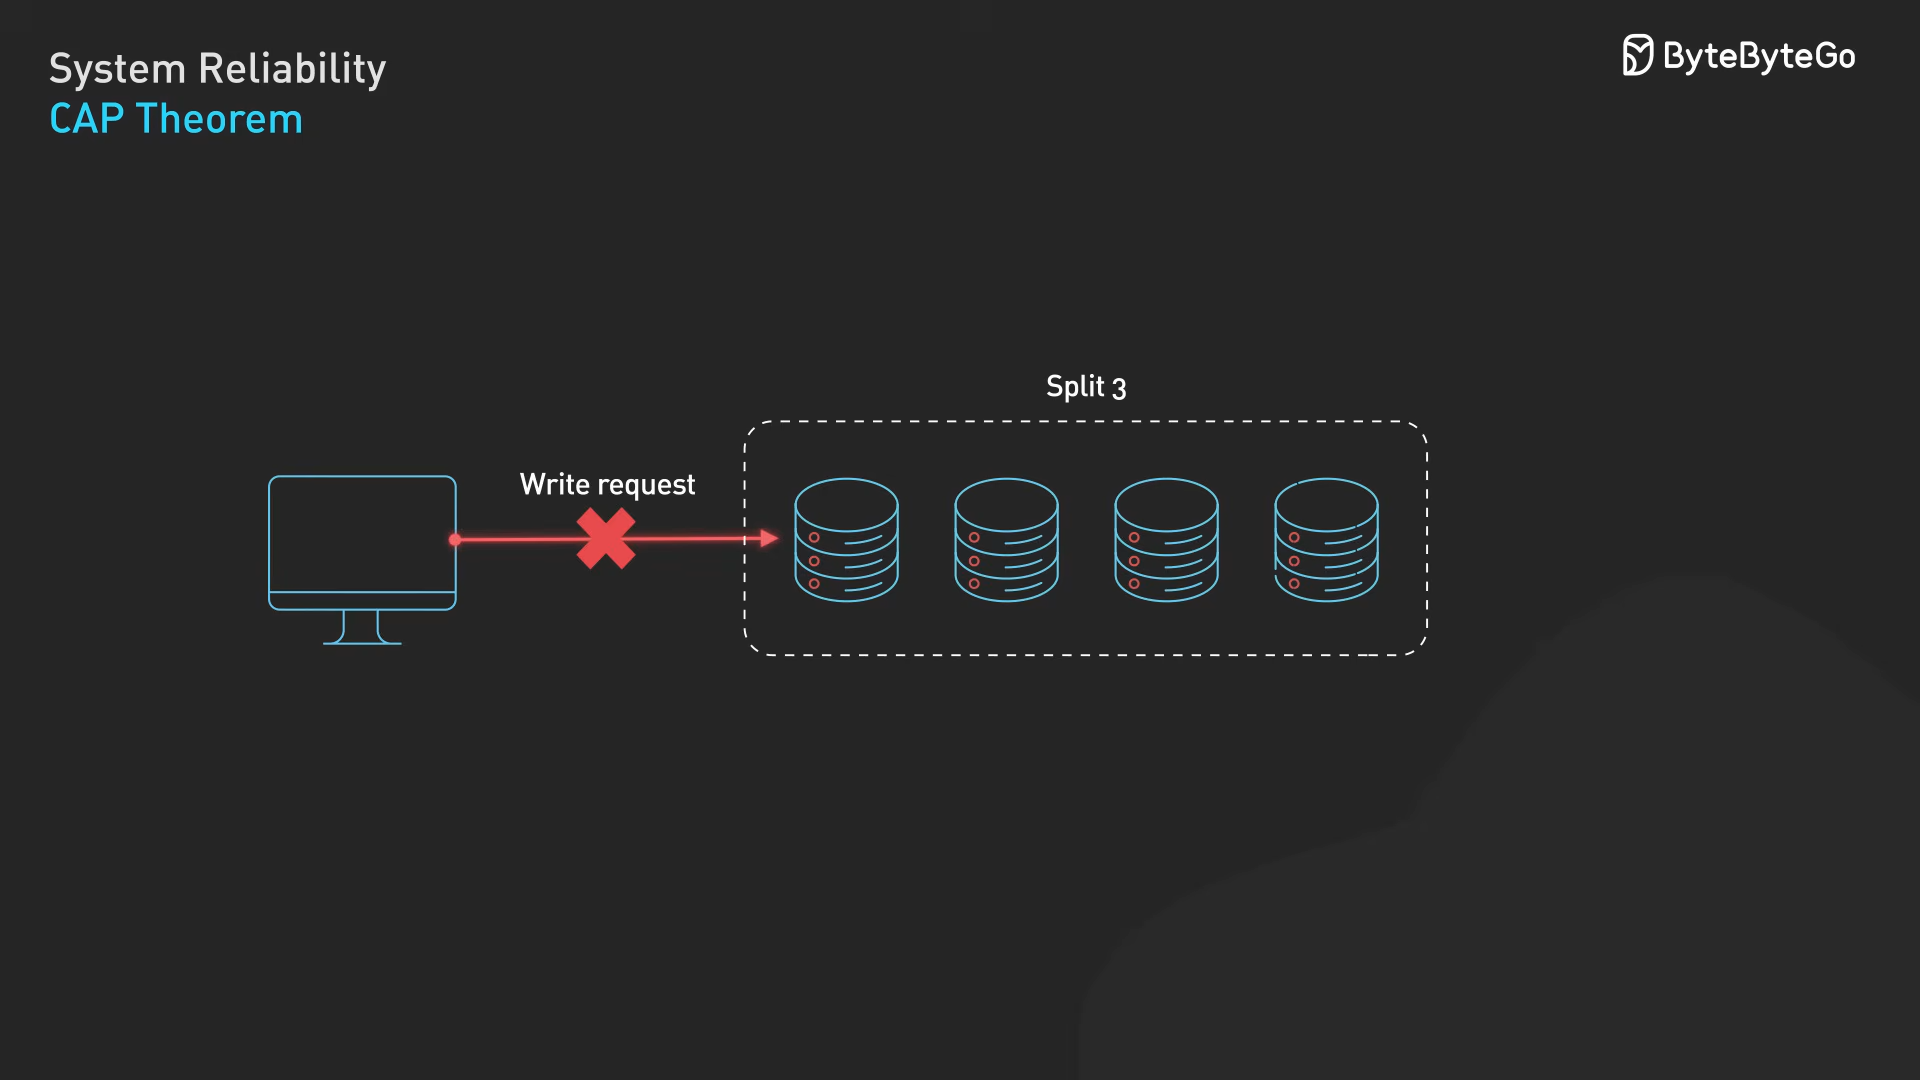 System Reliability
CAP Theorem
ByteByteGo
Split 3
Write request